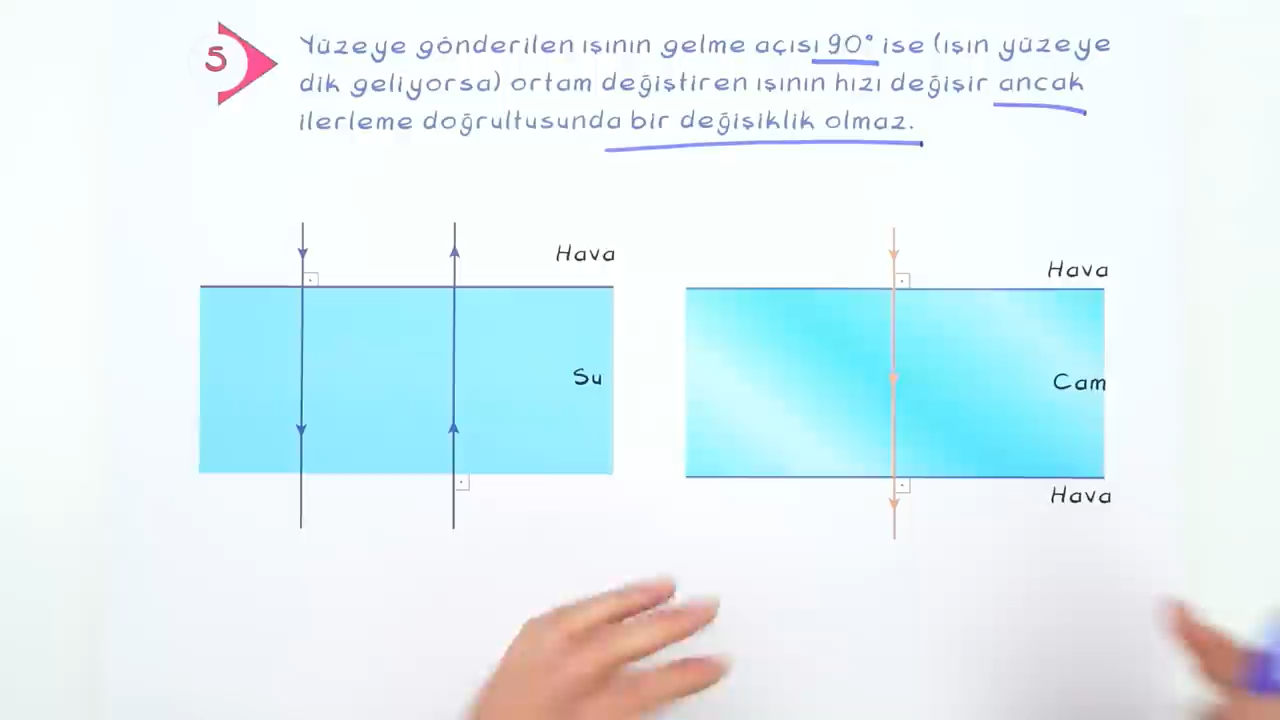 5
Yüzeye gönderilen ışının gelme açısı 90° ise (ışın yüzeye
dik geliyorsa) ortam değiştiren ışının hızı değişir ancak
ilerleme doğrultusunda bir değişiklik olmaz.
Hava
Hava
Su
Cam
Hava